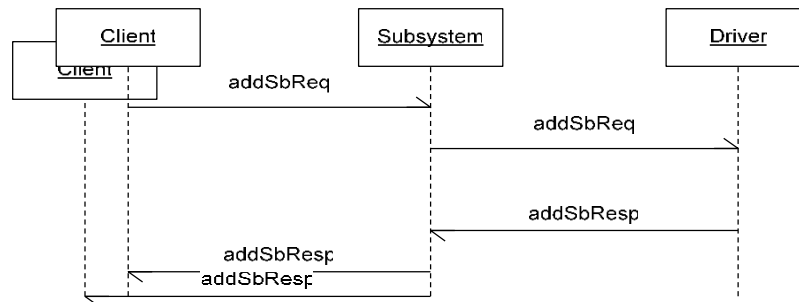 Client
Subsystem
Driver
Client
addSbReq
addSbReq
addSbResp
addSbResp
addSbResp